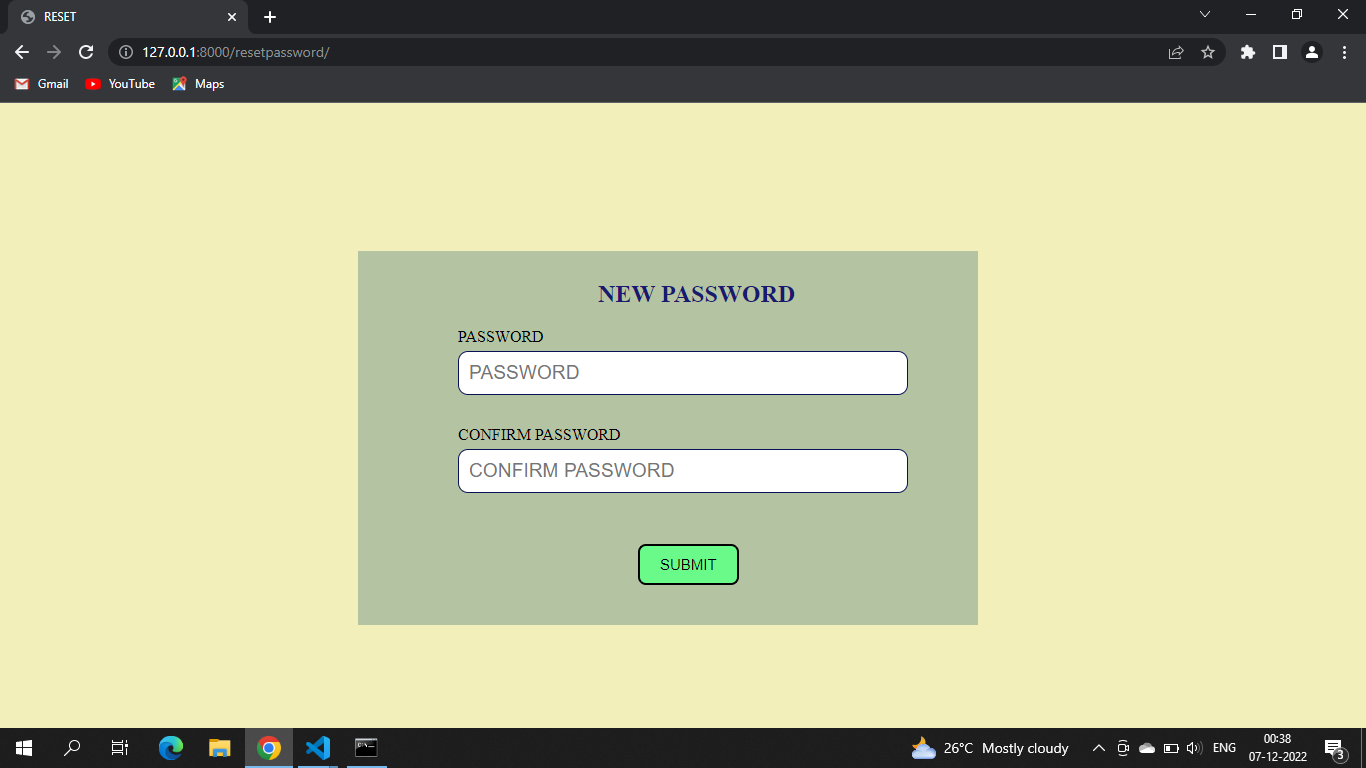 RESET
127.0.0.1:8000/resetpassword/
Gmail YouTube Maps
NEW PASSWORD
PASSWORD
PASSWORD
CONFIRM PASSWORD
CONFIRM PASSWORD
SUBMIT
26°C Mostly cloudy
ENG
00:38
07-12-2022
3